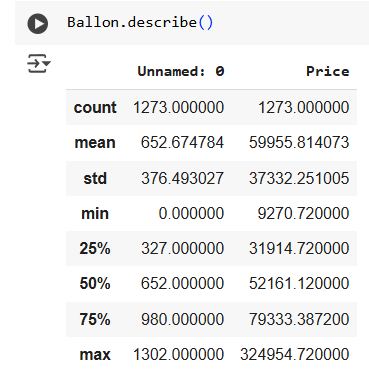 Ballon.describe()
Unnamed: 0 Price
count 1273.000000 1273.000000
mean 652.674784 59955.814073
std 376.493027 37332.251005
min 0.000000 9270.720000
25% 327.000000 31914.720000
50% 652.000000 52161.120000
75% 980.000000 79333.387200
max 1302.000000 324954.720000